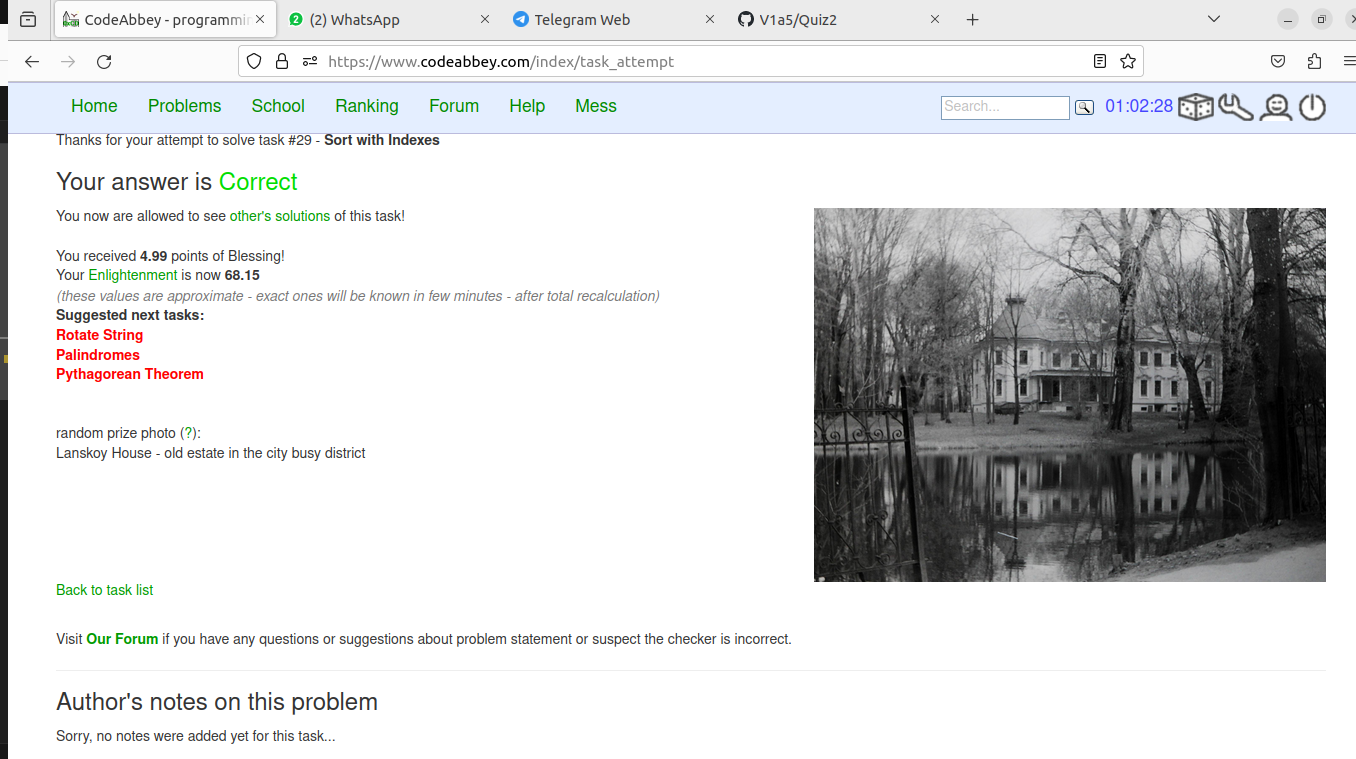 CodeAbbey - programmin
(2) WhatsApp
Telegram Web
V1a5/Quiz2
https://www.codeabbey.com/index/task_attempt
Home Problems School Ranking Forum Help Mess
Search... 01:02:28
Thanks for your attempt to solve task #29 - Sort with Indexes
Your answer is Correct
You now are allowed to see other's solutions of this task!
You received 4.99 points of Blessing!
Your Enlightenment is now 68.15
(these values are approximate - exact ones will be known in few minutes - after total recalculation)
Suggested next tasks:
Rotate String
Palindromes
Pythagorean Theorem
random prize photo (?):
Lanskoy House - old estate in the city busy district
Back to task list
Visit Our Forum if you have any questions or suggestions about problem statement or suspect the checker is incorrect.
Author's notes on this problem
Sorry, no notes were added yet for this task...